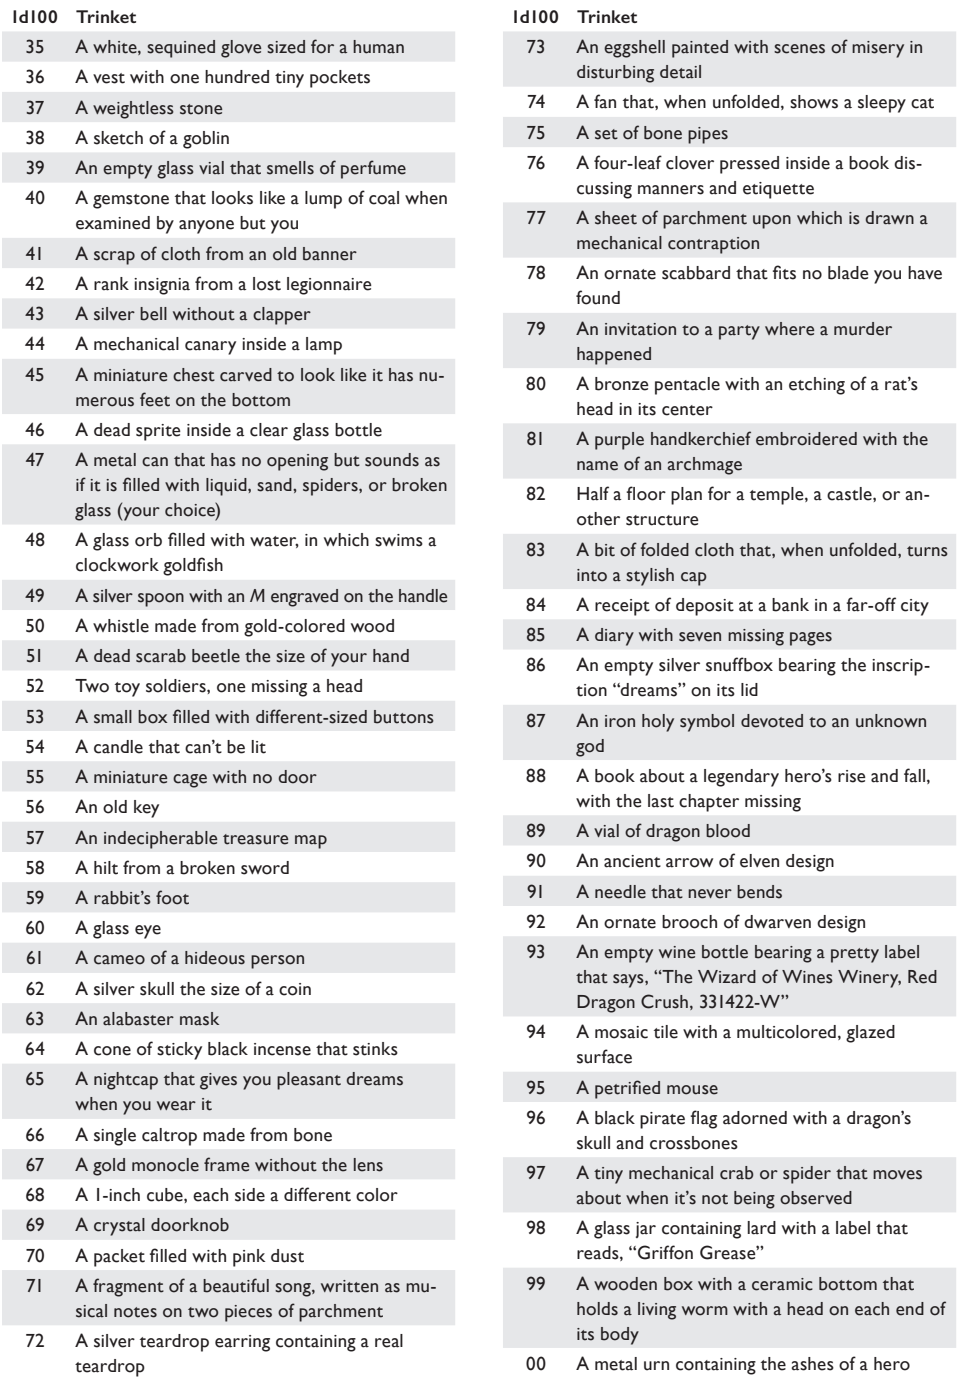 1d100 Trinket
35 A white, sequined glove sized for a human
36 A vest with one hundred tiny pockets
37 A weightless stone
38 A sketch of a goblin
39 An empty glass vial that smells of perfume
40 A gemstone that looks like a lump of coal when
examined by anyone but you
41 A scrap of cloth from an old banner
42 A rank insignia from a lost legionnaire
43 A silver bell without a clapper
44 A mechanical canary inside a lamp
45 A miniature chest carved to look like it has nu-
merous feet on the bottom
46 A dead sprite inside a clear glass bottle
47 A metal can that has no opening but sounds as
if it is filled with liquid, sand, spiders, or broken
glass (your choice)
48 A glass orb filled with water, in which swims a
clockwork goldfish
49 A silver spoon with an M engraved on the handle
50 A whistle made from gold-colored wood
51 A dead scarab beetle the size of your hand
52 Two toy soldiers, one missing a head
53 A small box filled with different-sized buttons
54 A candle that can't be lit
55 A miniature cage with no door
56 An old key
57 An indecipherable treasure map
58 A hilt from a broken sword
59 A rabbit's foot
60 A glass eye
61 A cameo of a hideous person
62 A silver skull the size of a coin
63 An alabaster mask
64 A cone of sticky black incense that stinks
65 A nightcap that gives you pleasant dreams
when you wear it
66 A single caltrop made from bone
67 A gold monocle frame without the lens
68 A 1-inch cube, each side a different color
69 A crystal doorknob
70 A packet filled with pink dust
71 A fragment of a beautiful song, written as mu-
sical notes on two pieces of parchment
72 A silver teardrop earring containing a real
teardrop
1d100 Trinket
73 An eggshell painted with scenes of misery in
disturbing detail
74 A fan that, when unfolded, shows a sleepy cat
75 A set of bone pipes
76 A four-leaf clover pressed inside a book dis-
cussing manners and etiquette
77 A sheet of parchment upon which is drawn a
mechanical contraption
78 An ornate scabbard that fits no blade you have
found
79 An invitation to a party where a murder
happened
80 A bronze pentacle with an etching of a rat's
head in its center
81 A purple handkerchief embroidered with the
name of an archmage
82 Half a floor plan for a temple, a castle, or an-
other structure
83 A bit of folded cloth that, when unfolded, turns
into a stylish cap
84 A receipt of deposit at a bank in a far-off city
85 A diary with seven missing pages
86 An empty silver snuffbox bearing the inscrip-
tion “dreams” on its lid
87 An iron holy symbol devoted to an unknown
god
88 A book about a legendary hero's rise and fall,
with the last chapter missing
89 A vial of dragon blood
90 An ancient arrow of elven design
91 A needle that never bends
92 An ornate brooch of dwarven design
93 An empty wine bottle bearing a pretty label
that says, “The Wizard of Wines Winery, Red
Dragon Crush, 331422-W”
94 A mosaic tile with a multicolored, glazed
surface
95 A petrified mouse
96 A black pirate flag adorned with a dragon's
skull and crossbones
97 A tiny mechanical crab or spider that moves
about when it's not being observed
98 A glass jar containing lard with a label that
reads, “Griffon Grease”
99 A wooden box with a ceramic bottom that
holds a living worm with a head on each end of
its body
00 A metal urn containing the ashes of a hero